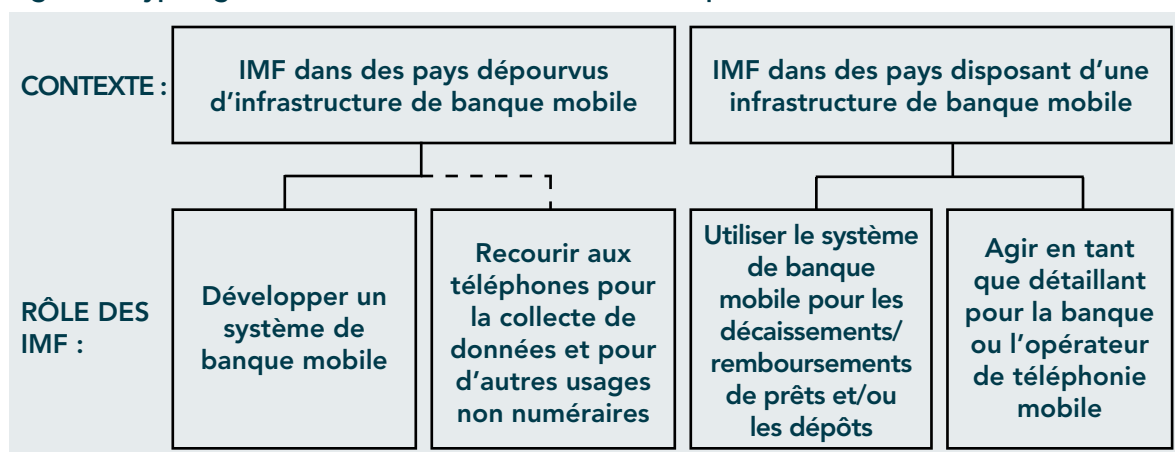 CONTEXTE :
IMF dans des pays dépourvus
d'infrastructure de banque mobile
IMF dans des pays disposant d'une
infrastructure de banque mobile
RÔLE DES
IMF :
Développer un
système de
banque mobile
Recourir aux
téléphones pour
la collecte de
données et pour
d'autres usages
non numéraires
Utiliser le système
de banque
mobile pour les
décaissements/
remboursements
de prêts et/ou
les dépôts
Agir en tant
que détaillant
pour la banque
ou l'opérateur
de téléphonie
mobile